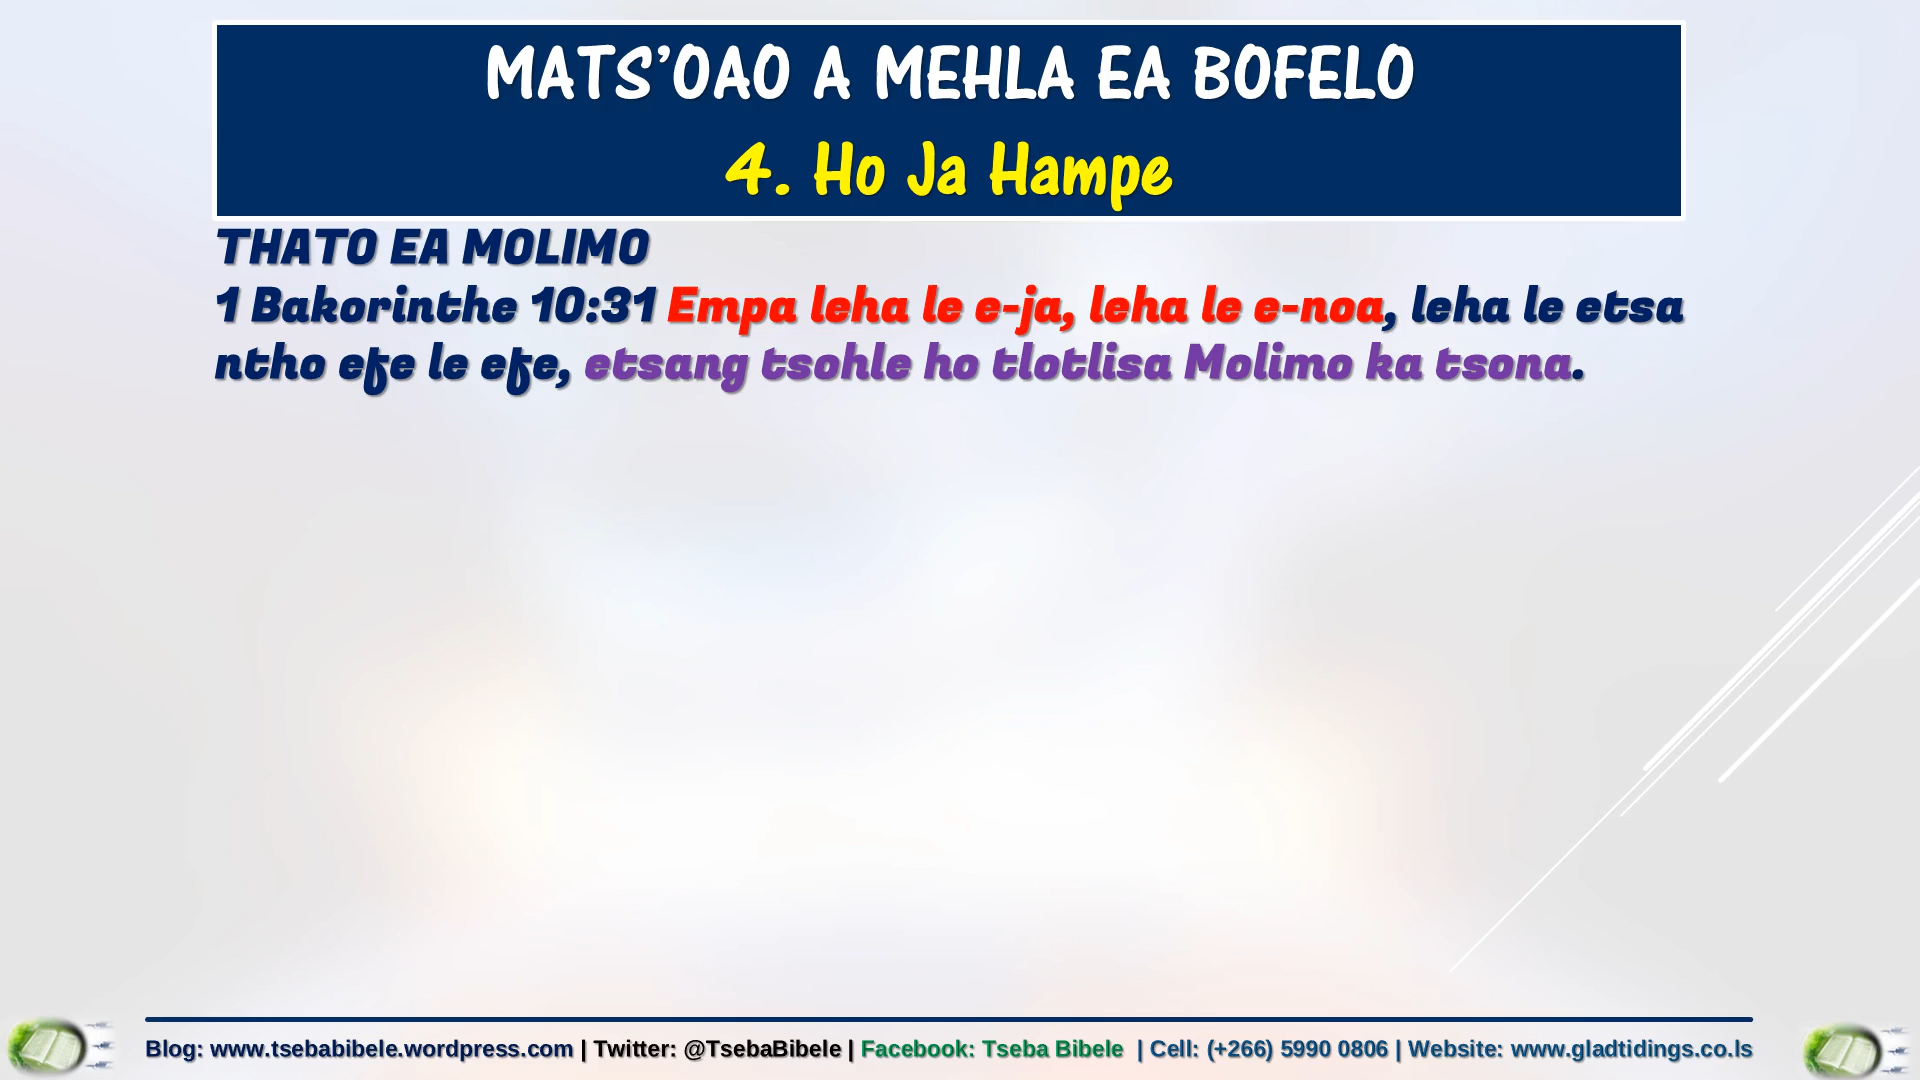 MATS’OAO A MEHLA EA BOFELO
4. Ho Ja Hampe
THATO EA MOLIMO
1 Bakorinthe 10:31 Empa leha le e-ja, leha le e-noa, leha le etsa
ntho efe le efe, etsang tsohle ho tlotlisa Molimo ka tsona.
Blog: www.tsebabibele.wordpress.com | Twitter: @TsebaBibele | Facebook: Tseba Bibele | Cell: (+266) 5990 0806 | Website: www.gladtidings.co.ls